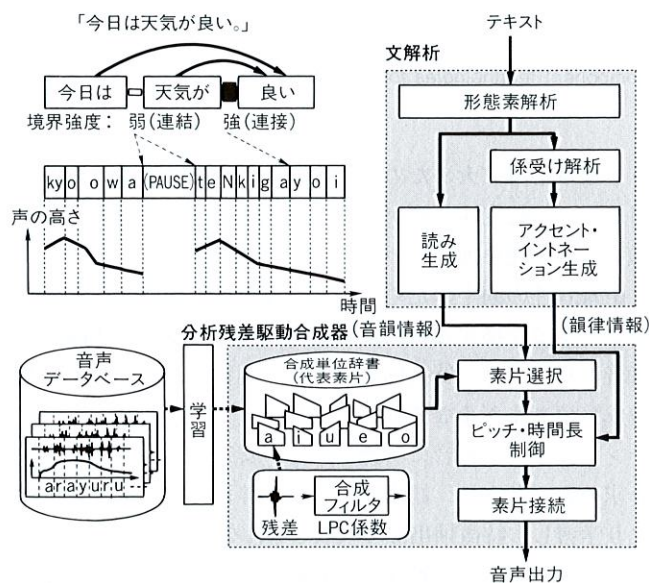 「今日は天気が良い。」
今日は
天気が
良い
境界強度： 弱(連結) 強(連接)
ky o o w a (PAUSE) t e N k i g a y o i
声の高さ
時間
テキスト
文解析
形態素解析
係受け解析
読み
生成
アクセント・
イントネー
ション生成
(音韻情報)
(韻律情報)
分析残差駆動合成器
音声
データベース
arayuru
学習
合成単位辞書
(代表素片)
a i u e o
残差
合成
フィルタ
LPC係数
素片選択
ピッチ・時間長
制御
素片接続
音声出力